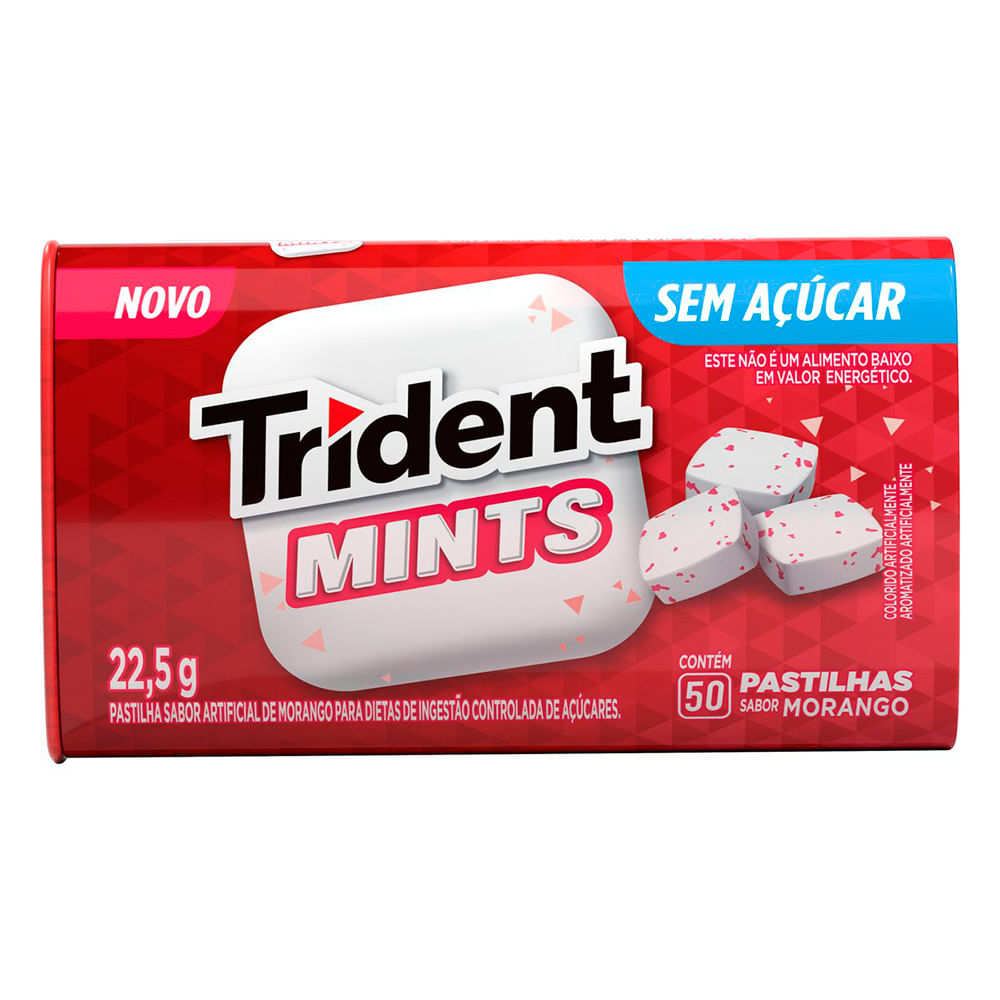 NOVO
SEM AÇÚCAR
ESTE NÃO É UM ALIMENTO BAIXO
EM VALOR ENERGÉTICO.
Trident
MINTS
COLORIDO ARTIFICIALMENTE.
AROMATIZADO ARTIFICIALMENTE
22,5g
PASTILHA SABOR ARTIFICIAL DE MORANGO PARA DIETAS DE INGESTÃO CONTROLADA DE AÇÚCARES.
CONTÉM
50 PASTILHAS
SABOR MORANGO